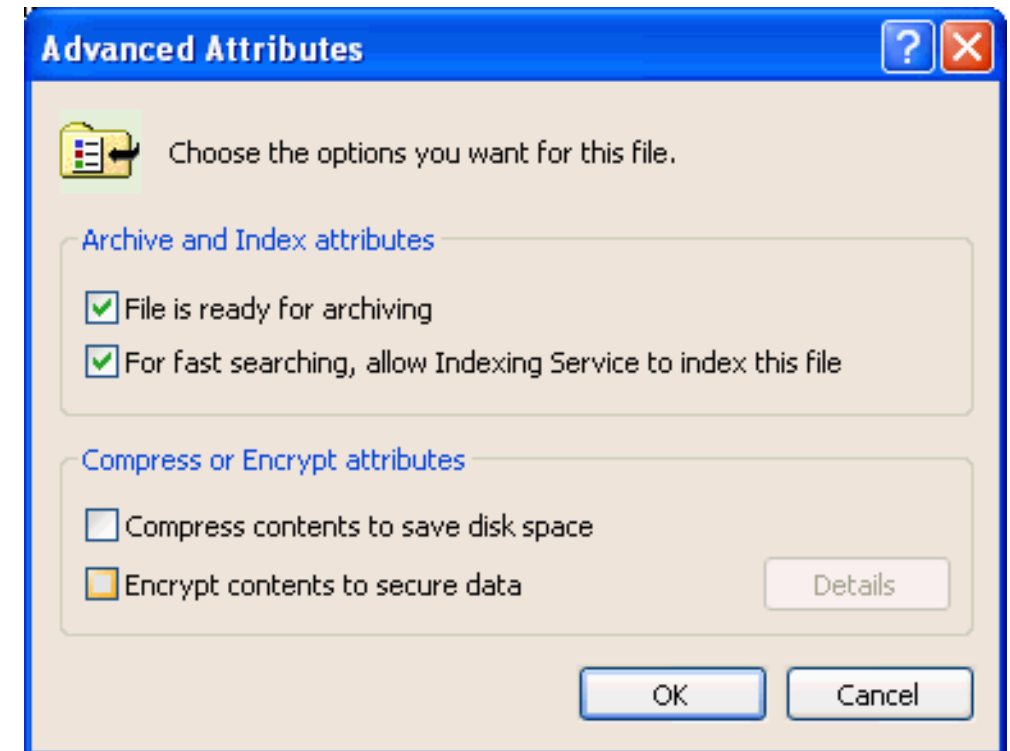 Advanced Attributes
Choose the options you want for this file.
Archive and Index attributes
File is ready for archiving
For fast searching, allow Indexing Service to index this file
Compress or Encrypt attributes
Compress contents to save disk space
Encrypt contents to secure data
Details
OK
Cancel